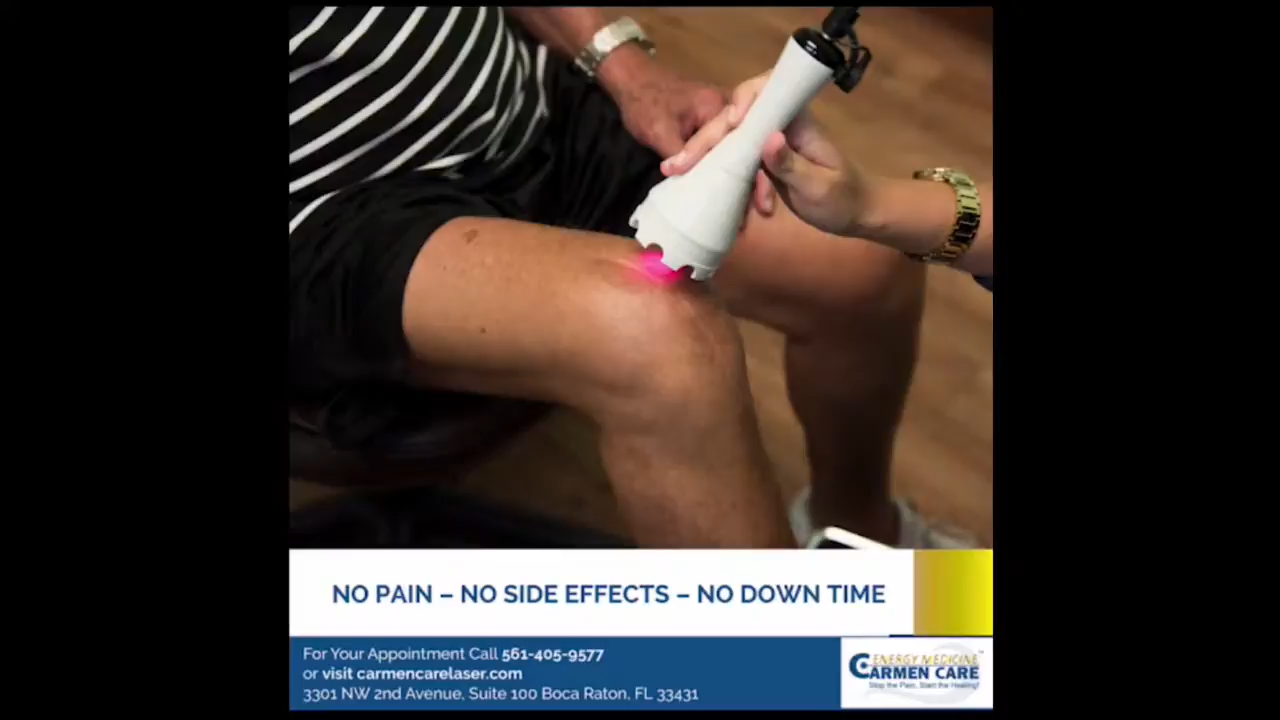 NO PAIN – NO SIDE EFFECTS – NO DOWN TIME
For Your Appointment Call 561-405-9577
or visit carmencarelaser.com
3301 NW 2nd Avenue, Suite 100 Boca Raton, FL 33431
ENERGY MEDICINE™
CARMEN CARE
Stop the Pain, Start the Healing!